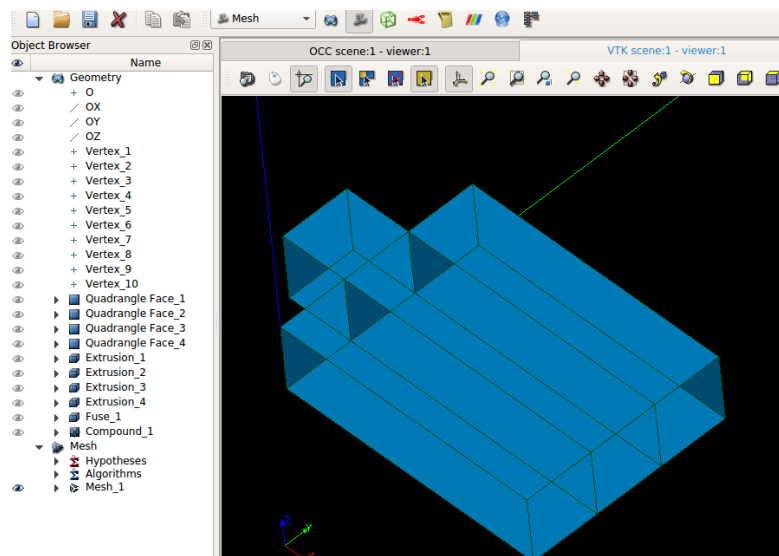 Mesh
Object Browser
OCC scene:1 - viewer:1
VTK scene:1 - viewer:1
Name
Geometry
O
OX
OY
OZ
Vertex_1
Vertex_2
Vertex_3
Vertex_4
Vertex_5
Vertex_6
Vertex_7
Vertex_8
Vertex_9
Vertex_10
Quadrangle Face_1
Quadrangle Face_2
Quadrangle Face_3
Quadrangle Face_4
Extrusion_1
Extrusion_2
Extrusion_3
Extrusion_4
Fuse_1
Compound_1
Mesh
Hypotheses
Algorithms
Mesh_1
Z
Y
X